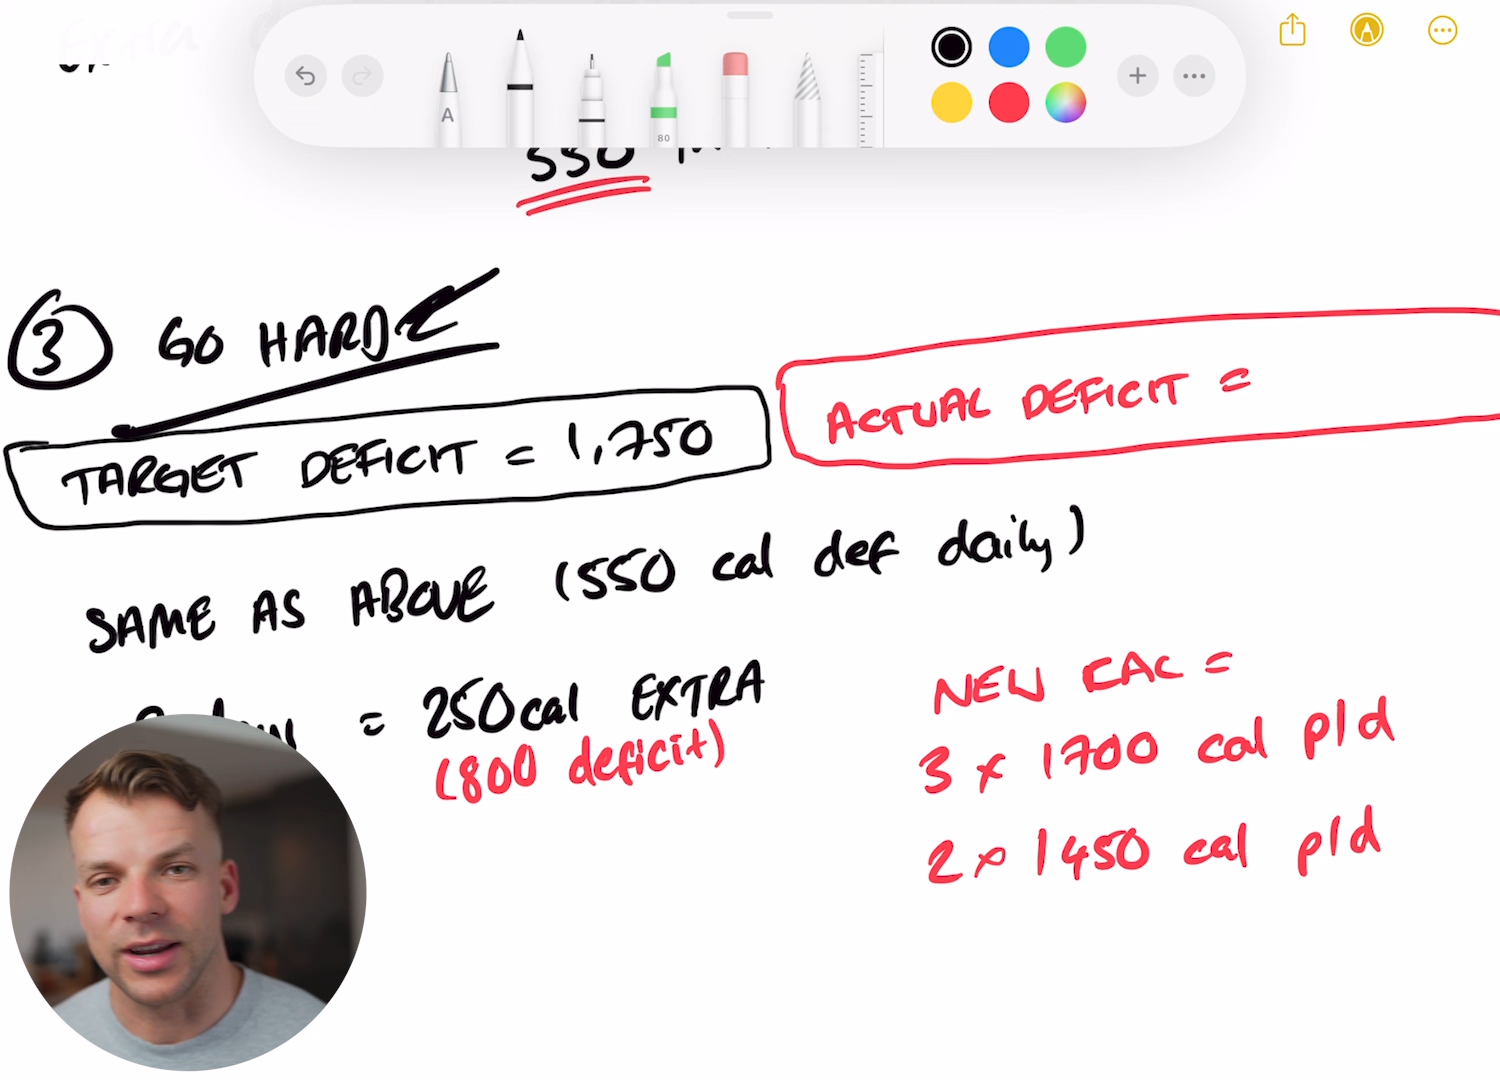 A
80
550
3 GO HARD
TARGET DEFICIT = 1,750
ACTUAL DEFICIT =
SAME AS ABOVE (550 cal def daily)
= 250cal EXTRA
(800 deficit)
NEW CAC =
3 x 1700 cal p/d
2 x 1450 cal p/d